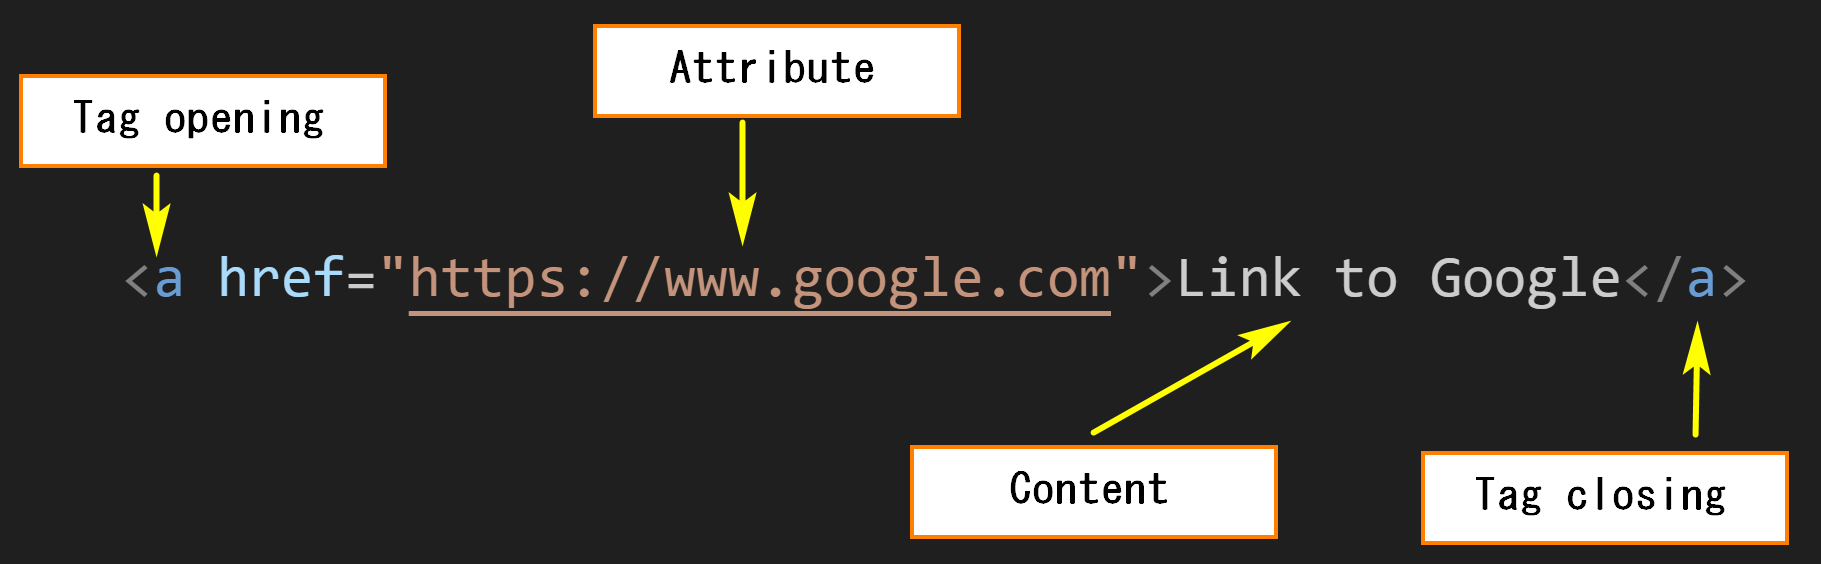 Attribute
Tag opening
<a href="https://www.google.com">Link to Google</a>
Content
Tag closing